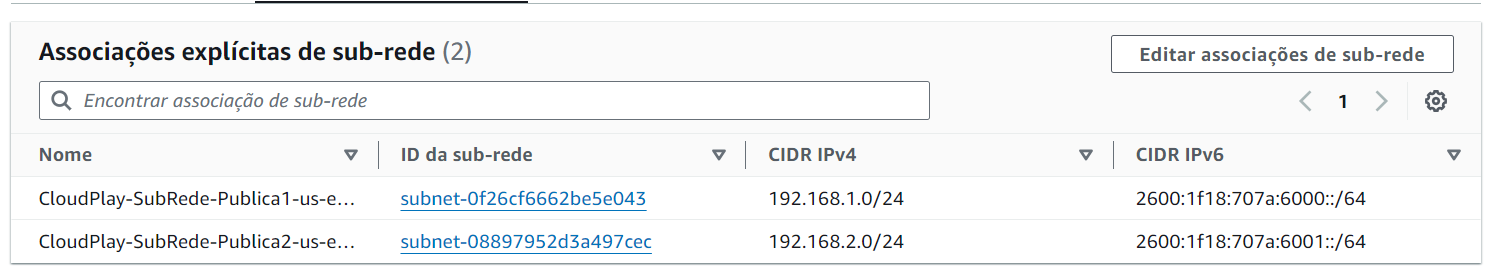 Associações explícitas de sub-rede (2)
Editar associações de sub-rede
Encontrar associação de sub-rede
1
Nome ID da sub-rede CIDR IPv4 CIDR IPv6
CloudPlay-SubRede-Publica1-us-e... subnet-0f26cf6662be5e043 192.168.1.0/24 2600:1f18:707a:6000::/64
CloudPlay-SubRede-Publica2-us-e... subnet-08897952d3a497cec 192.168.2.0/24 2600:1f18:707a:6001::/64